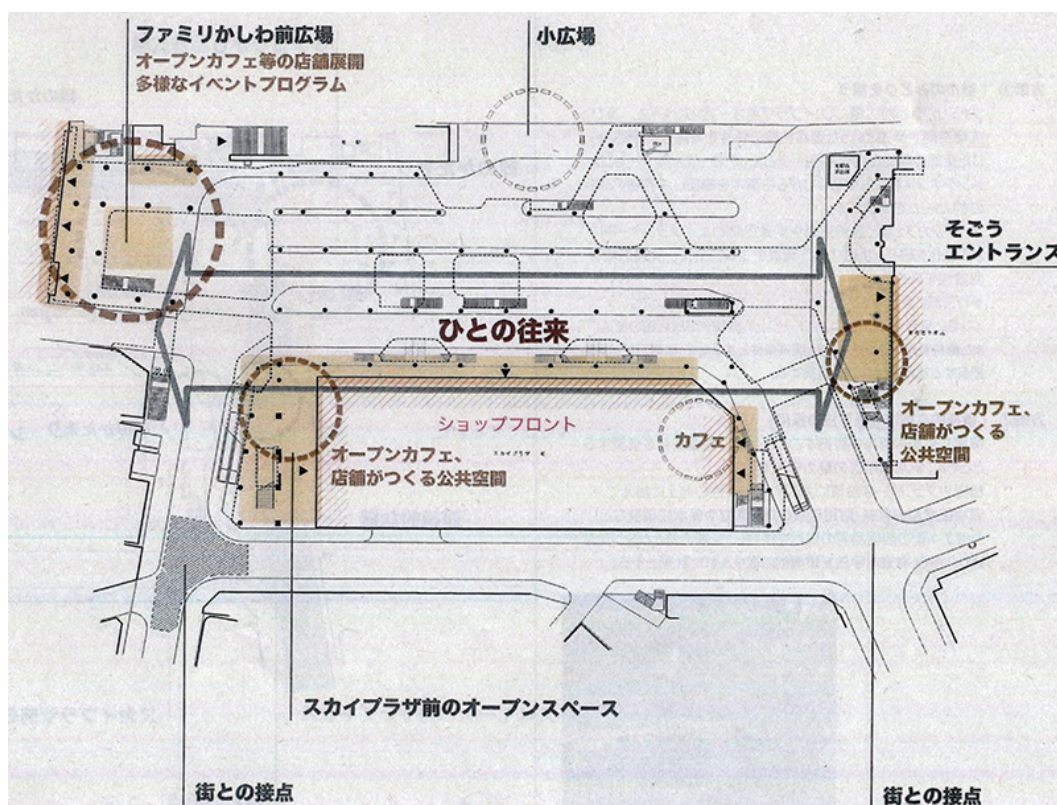 ファミリかしわ前広場
オープンカフェ等の店舗展開
多様なイベントプログラム
小広場
そごう
エントランス
ひとの往来
ショップフロント
カフェ
オープンカフェ、
店舗がつくる
公共空間
オープンカフェ、
店舗がつくる公共空間
スカイプラザ前のオープンスペース
街との接点
街との接点